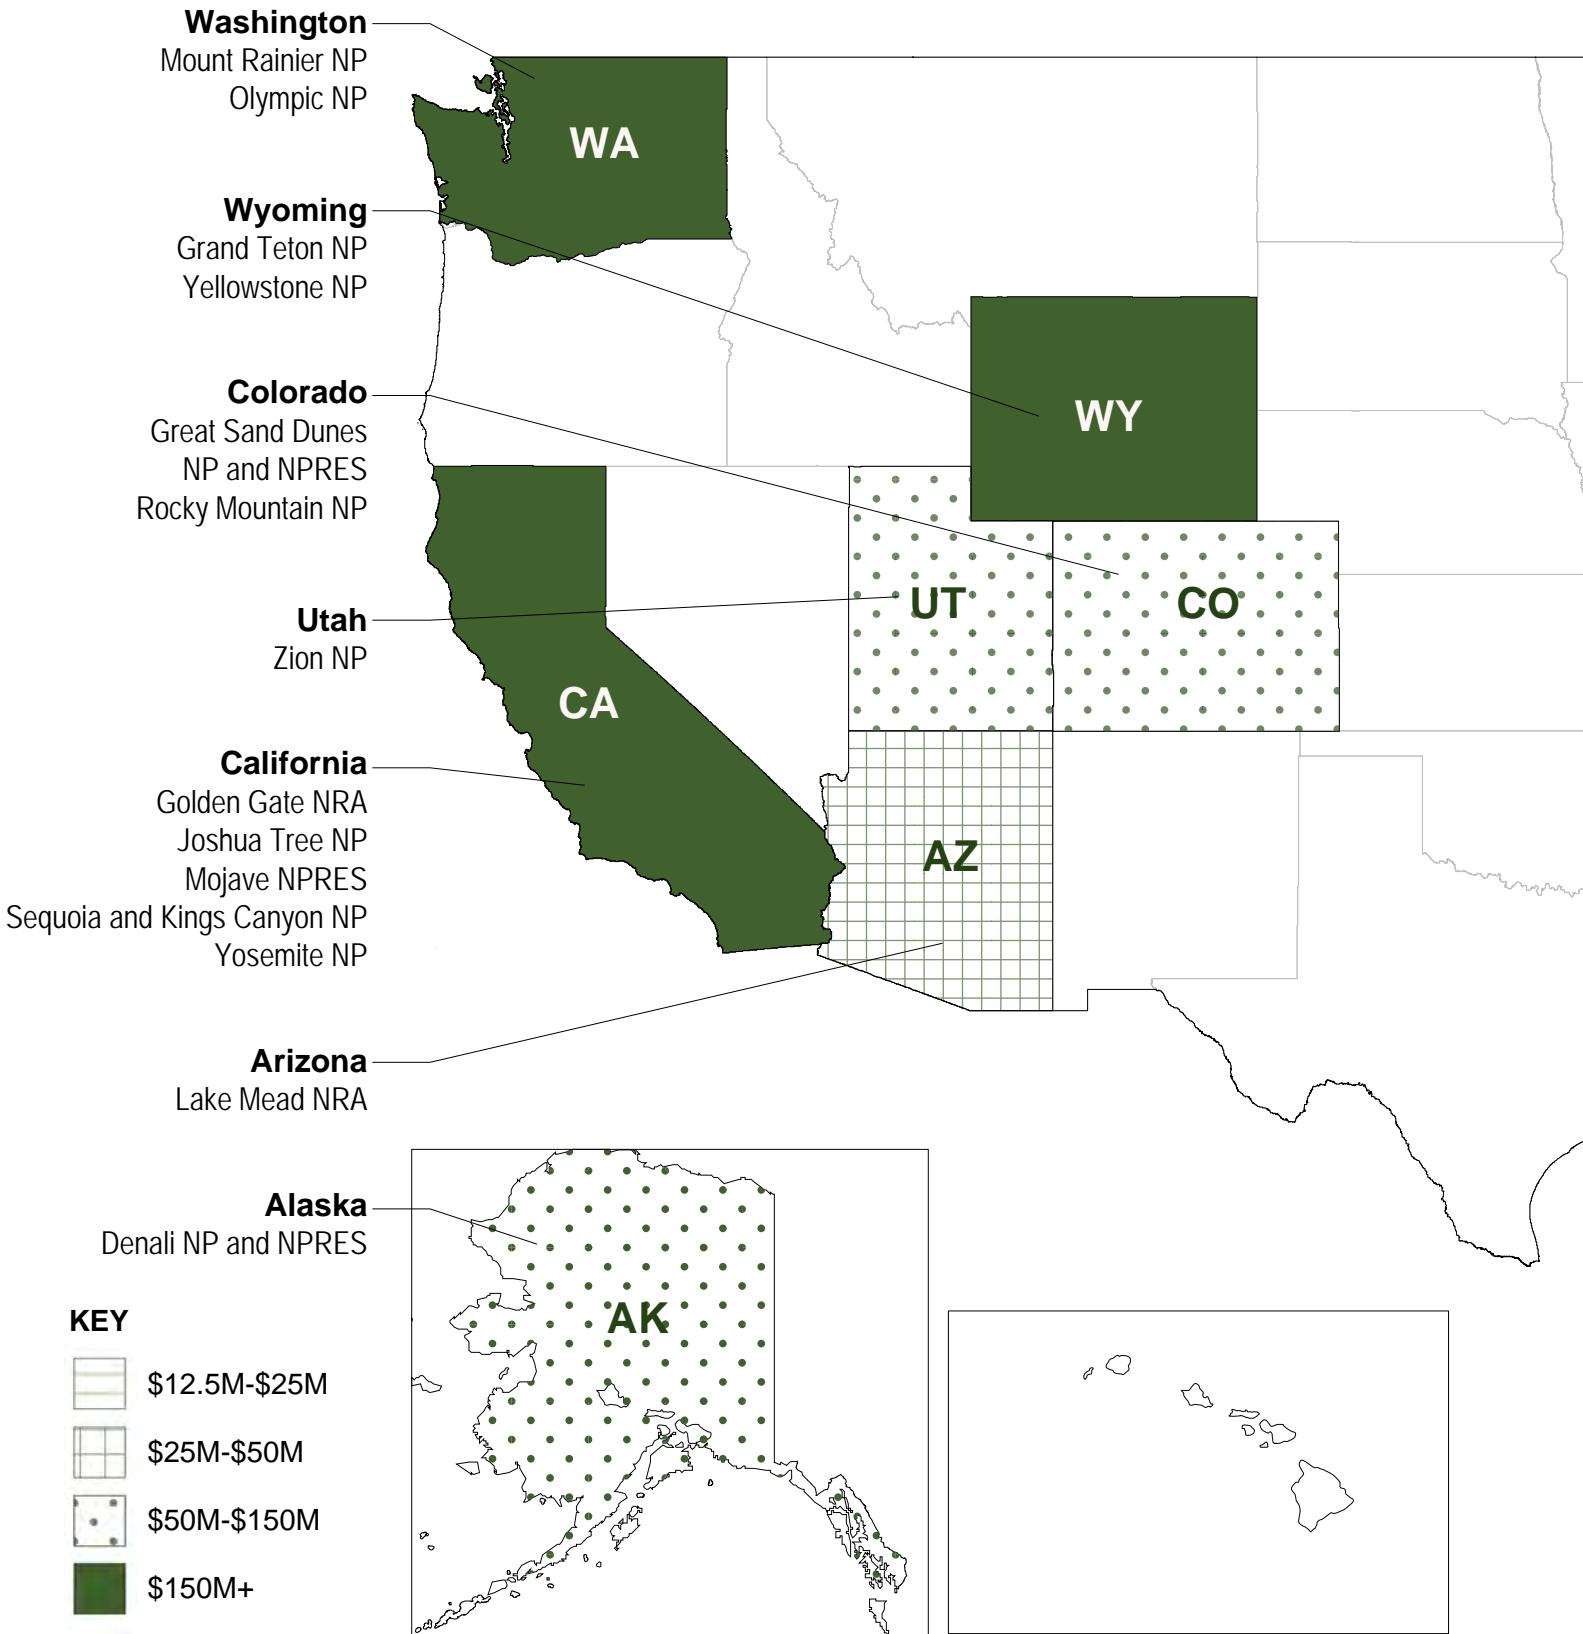 Washington
Mount Rainier NP
Olympic NP
WA
Wyoming
Grand Teton NP
Yellowstone NP
WY
Colorado
Great Sand Dunes
NP and NPRES
Rocky Mountain NP
CO
Utah
Zion NP
UT
California
Golden Gate NRA
Joshua Tree NP
Mojave NPRES
Sequoia and Kings Canyon NP
Yosemite NP
CA
Arizona
Lake Mead NRA
AZ
Alaska
Denali NP and NPRES
AK
KEY
$12.5M-$25M
$25M-$50M
$50M-$150M
$150M+